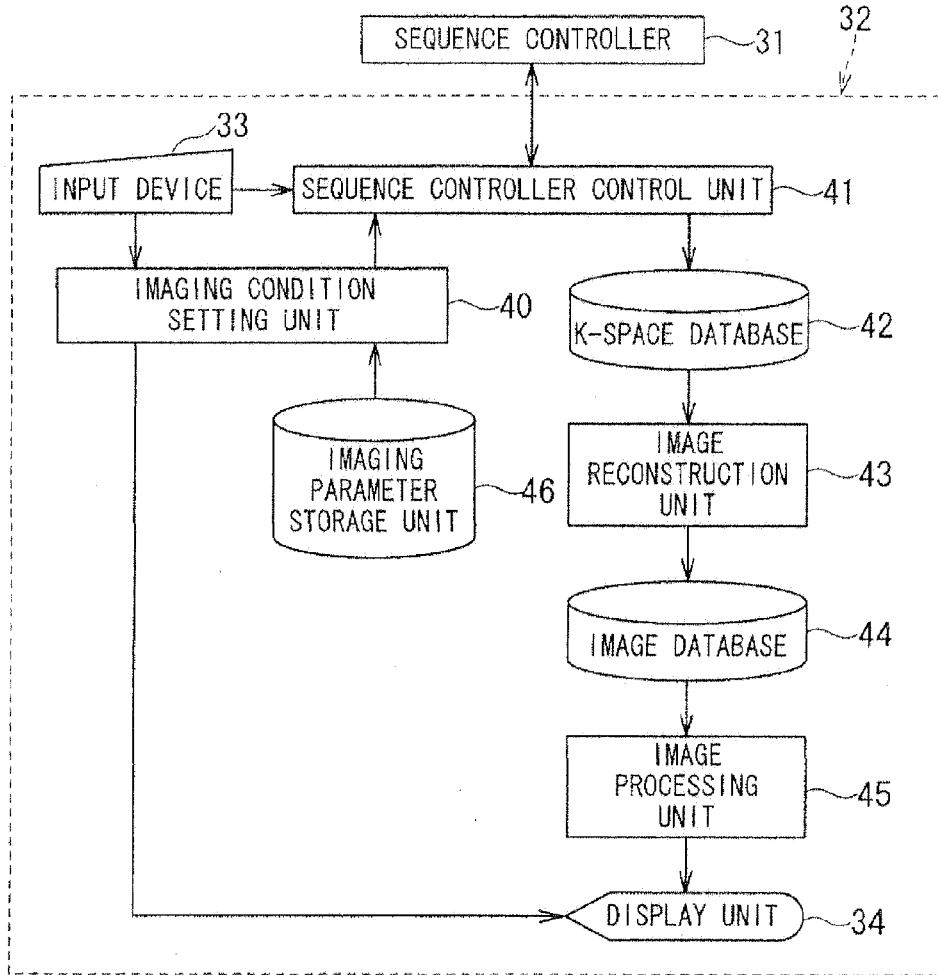 32
SEQUENCE CONTROLLER
31
33
INPUT DEVICE
SEQUENCE CONTROLLER CONTROL UNIT
41
IMAGING CONDITION
SETTING UNIT
40
K-SPACE DATABASE
42
IMAGING
PARAMETER
STORAGE UNIT
46
IMAGE
RECONSTRUCTION
UNIT
43
IMAGE DATABASE
44
IMAGE
PROCESSING
UNIT
45
DISPLAY UNIT
34